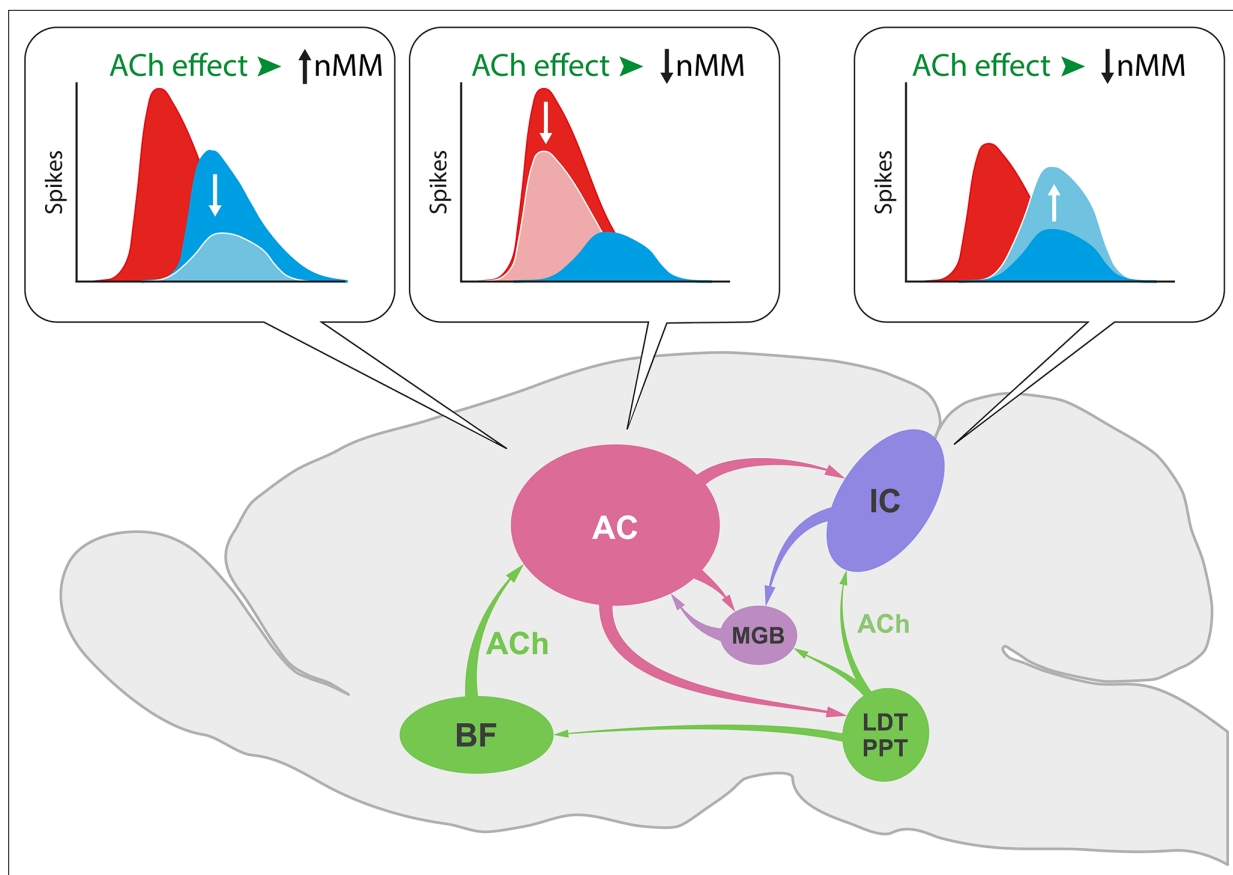 ACh effect ➤ ↑nMM
Spikes
ACh effect ➤ ↓nMM
Spikes
ACh effect ➤ ↓nMM
Spikes
AC
IC
MGB
ACh
ACh
BF
LDT
PPT